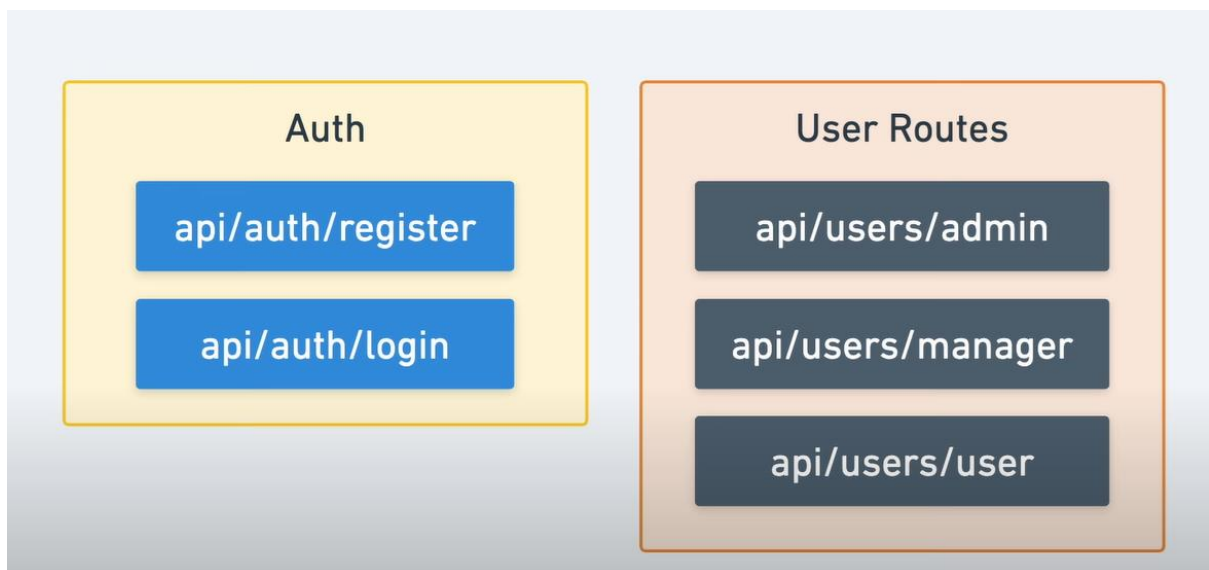 Auth
api/auth/register
api/auth/login
User Routes
api/users/admin
api/users/manager
api/users/user